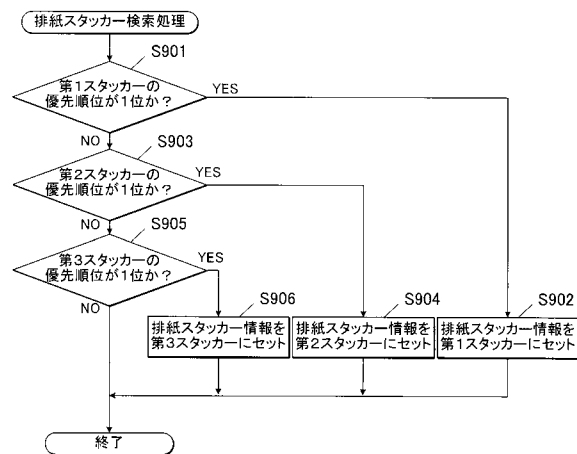 排紙スタッカー検索処理
S901
第1スタッカーの
優先順位が1位か?
YES
NO
S903
第2スタッカーの
優先順位が1位か?
YES
NO
S905
第3スタッカーの
優先順位が1位か?
YES
NO
S906
排紙スタッカー情報を
第3スタッカーにセット
S904
排紙スタッカー情報を
第2スタッカーにセット
S902
排紙スタッカー情報を
第1スタッカーにセット
終了